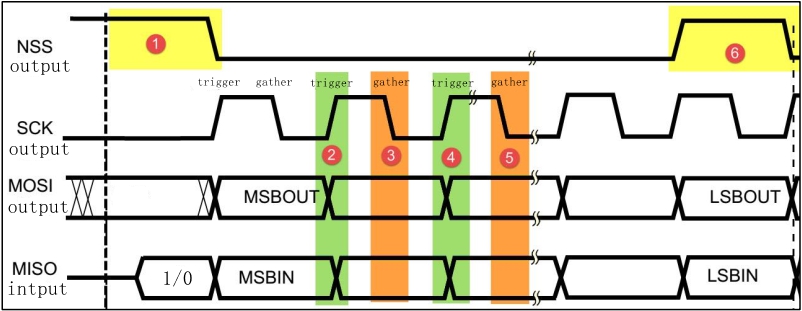 NSS
output
1
6
trigger gather trigger gather trigger gather
SCK
output
2 3 4 5
MOSI
output
MSBOUT
LSBOUT
MISO
intput
1/0
MSBIN
LSBIN